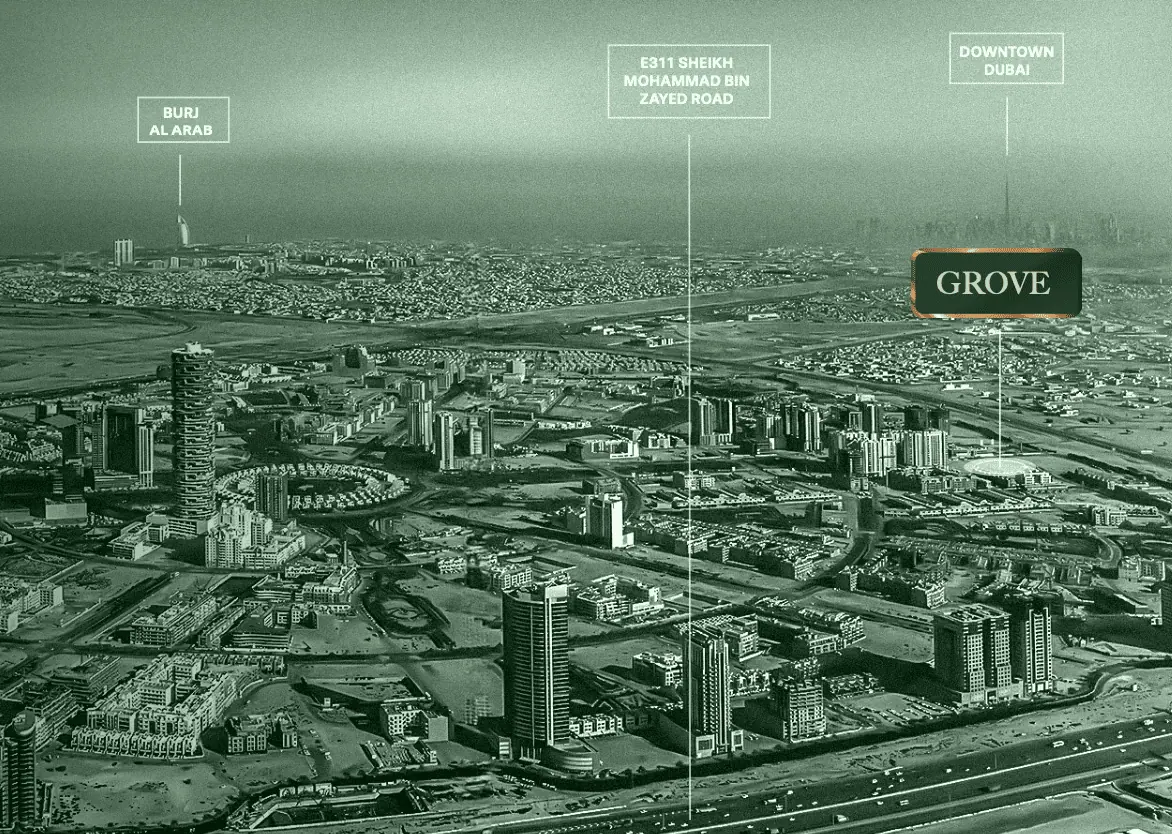 BURJ
AL ARAB
E311 SHEIKH
MOHAMMAD BIN
ZAYED ROAD
DOWNTOWN
DUBAI
GROVE